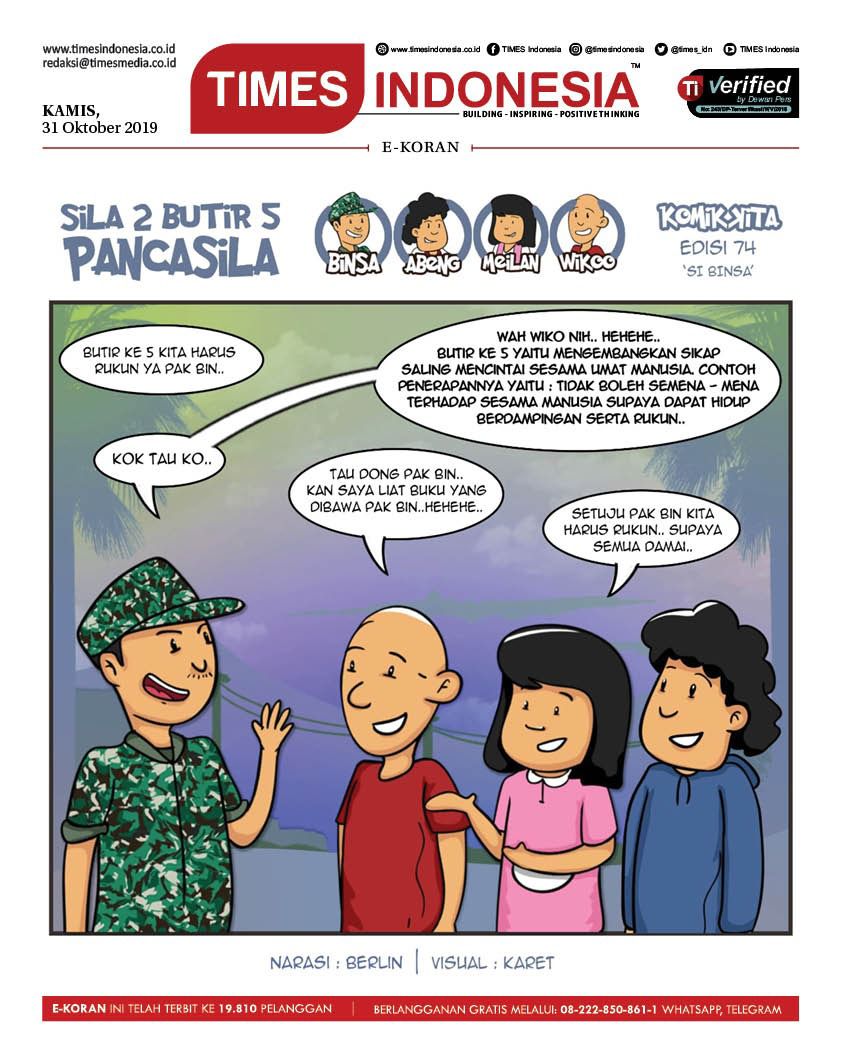 www.timesindonesia.co.id
redaksi@timesmedia.co.id
KAMIS,
31 Oktober 2019
TIMES INDONESIA™
BUILDING - INSPIRING - POSITIVE THINKING
www.timesindonesia.co.id TIMES Indonesia @timesindonesia @times_idn TIMES Indonesia
Ti Verified
by Dewan Pers
E-KORAN
SILA 2 BUTIR 5
PANCASILA
BINSA ABENG MEILAN WIKOO
KOMIK KITA
EDISI 74
'SI BINSA'
BUTIR KE 5 KITA HARUS
RUKUN YA PAK BIN..
KOK TAU KO..
WAH WIKO NIH.. HEHEHE..
BUTIR KE 5 YAITU MENGEMBANGKAN SIKAP
SALING MENCINTAI SESAMA UMAT MANUSIA. CONTOH
PENERAPANNYA YAITU : TIDAK BOLEH SEMENA - MENA
TERHADAP SESAMA MANUSIA SUPAYA DAPAT HIDUP
BERDAMPINGAN SERTA RUKUN..
TAU DONG PAK BIN..
KAN SAYA LIAT BUKU YANG
DIBAWA PAK BIN..HEHEHE..
SETUJU PAK BIN KITA
HARUS RUKUN.. SUPAYA
SEMUA DAMAI..
NARASI : BERLIN | VISUAL : KARET
E-KORAN INI TELAH TERBIT KE 19.810 PELANGGAN | BERLANGGANAN GRATIS MELALUI: 08-222-850-861-1 WHATSAPP, TELEGRAM